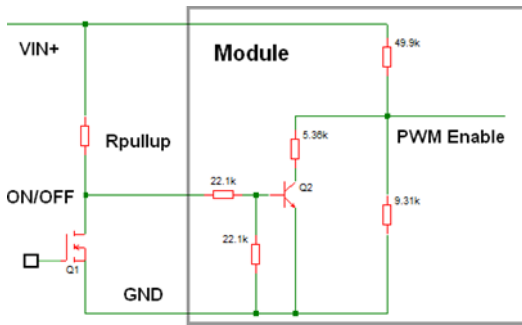 VIN+
Module
49.9k
Rpullup
5.36k
PWM Enable
ON/OFF
22.1k
Q2
9.31k
22.1k
Q1
GND